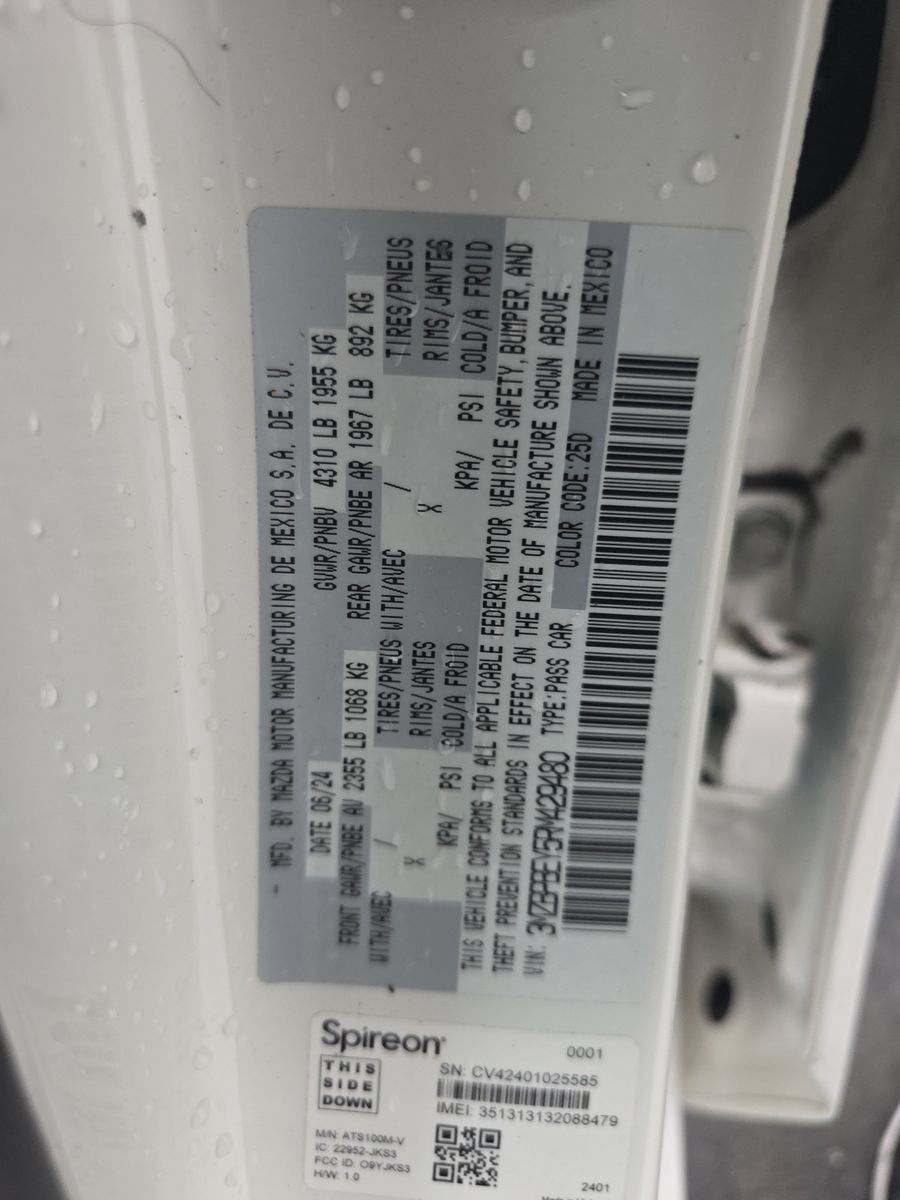 - MFD. BY MAZDA MOTOR MANUFACTURING DE MEXICO S.A. DE C.V.
DATE 06/24 GVWR/PNBV 4310 LB 1955 KG
FRONT GAWR/PNBE AV 2355 LB 1068 KG REAR GAWR/PNBE AR 1967 LB 892 KG
WITH/AVEC / TIRES/PNEUS WITH/AVEC / TIRES/PNEUS
X RIMS/JANTES X RIMS/JANTES
KPA/ PSI COLD/A FROID KPA/ PSI COLD/A FROID
THIS VEHICLE CONFORMS TO ALL APPLICABLE FEDERAL MOTOR VEHICLE SAFETY, BUMPER, AND
THEFT PREVENTION STANDARDS IN EFFECT ON THE DATE OF MANUFACTURE SHOWN ABOVE.
VIN: 3MZBPBEY5RM429480 TYPE:PASS CAR COLOR CODE:25D MADE IN MEXICO
Spireon 0001
THIS
SIDE
DOWN
SN: CV42401025585
IMEI: 351313132088479
M/N: ATS100M-V
IC: 22952-JKS3
FCC ID: O9YJKS3
H/W: 1.0
2401